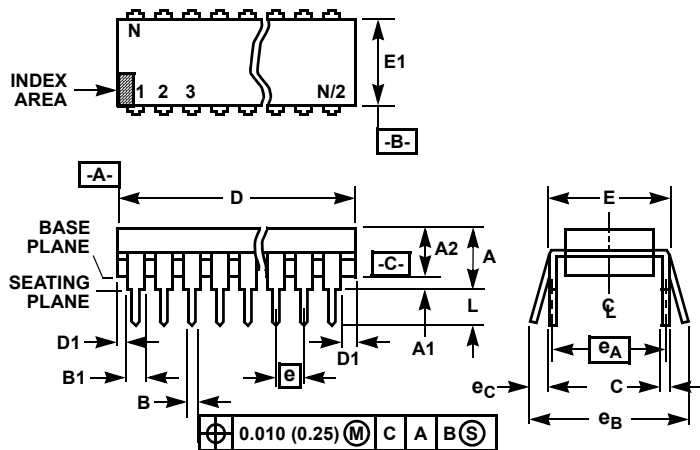 N
E1
INDEX
AREA
1 2 3 N/2
-B-
-A-
D
E
BASE
PLANE
A2
A
-C-
SEATING
PLANE
L
C
L
D1
A1
D1
eA
B1
e
eC
C
B
eB
0.010 (0.25) M C A B S